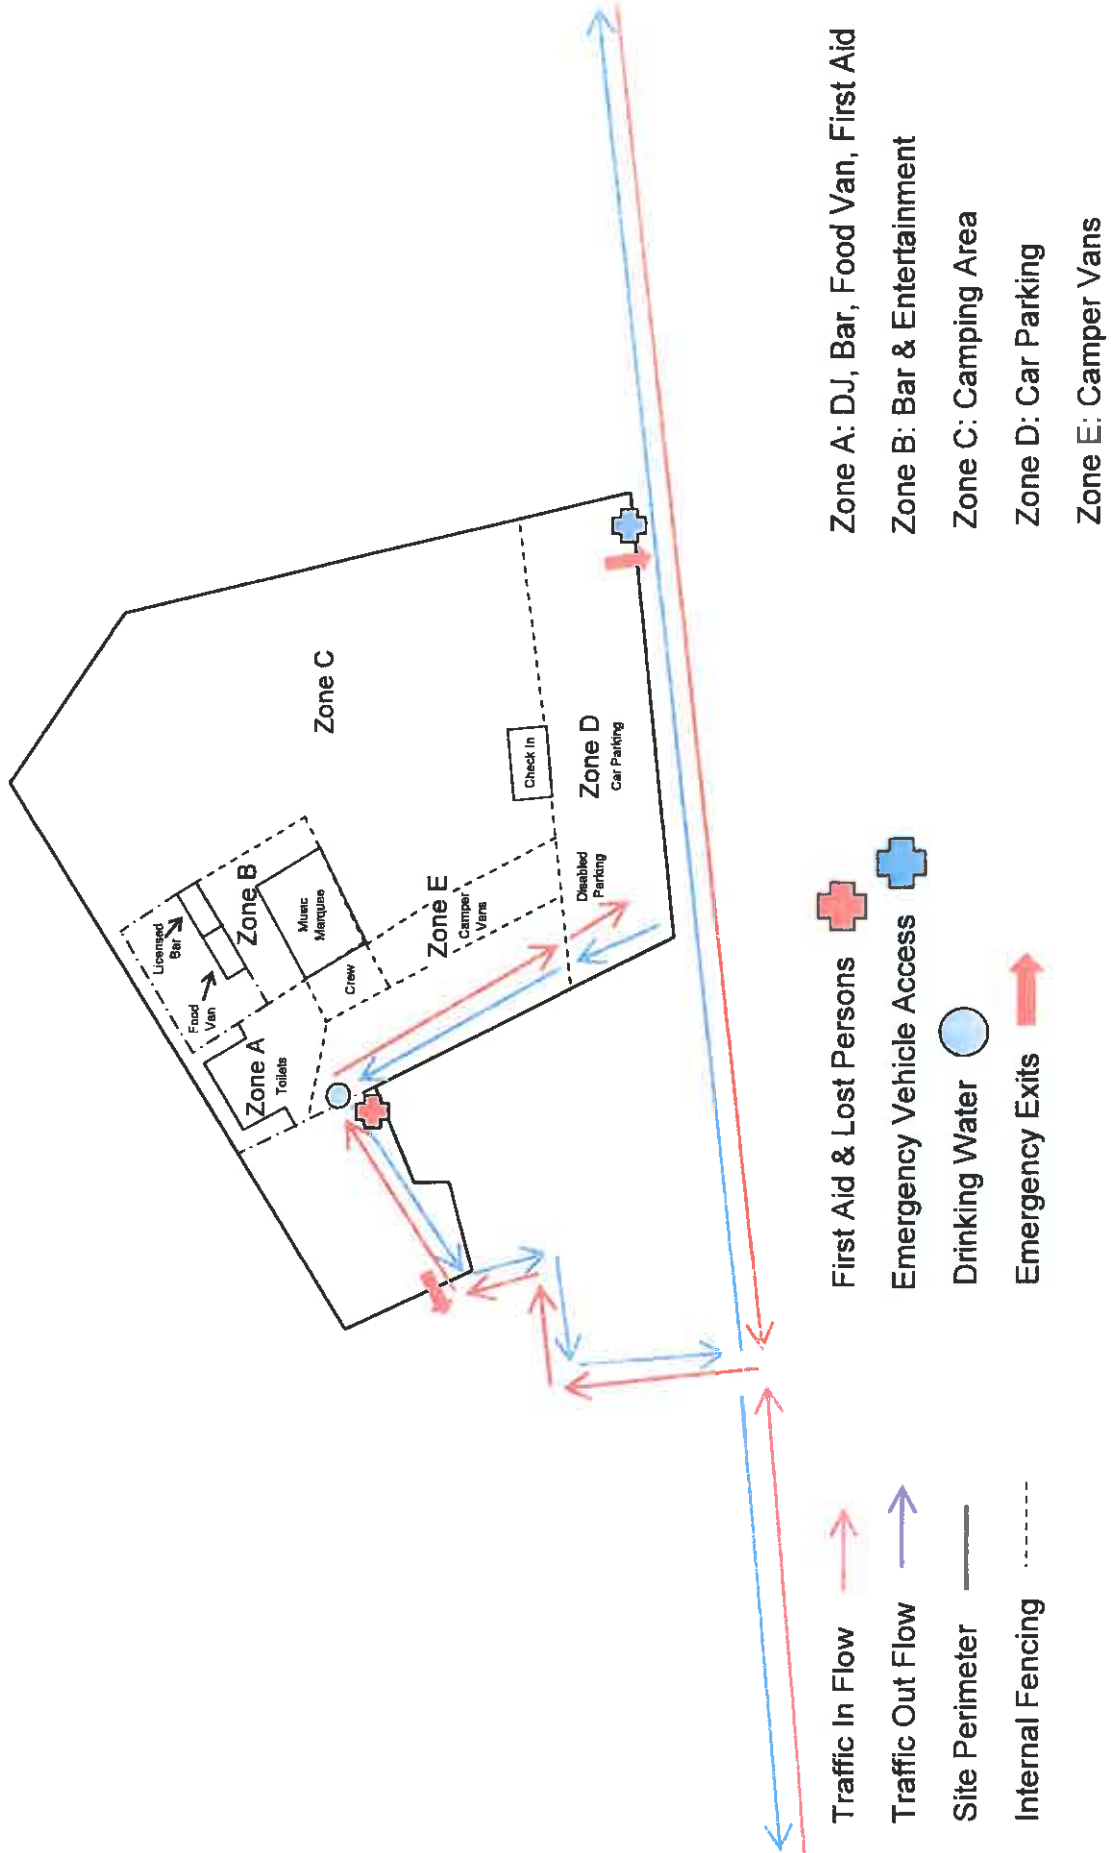 Licensed
Bar
Food
Van
Zone B
Music
Marquee
Zone A
Toilets
Crew
Zone C
Zone E
Camper
Vans
Check In
Disabled
Parking
Zone D
Car Parking
Traffic In Flow
Traffic Out Flow
Site Perimeter
Internal Fencing
First Aid & Lost Persons
Emergency Vehicle Access
Drinking Water
Emergency Exits
Zone A: DJ, Bar, Food Van, First Aid
Zone B: Bar & Entertainment
Zone C: Camping Area
Zone D: Car Parking
Zone E: Camper Vans